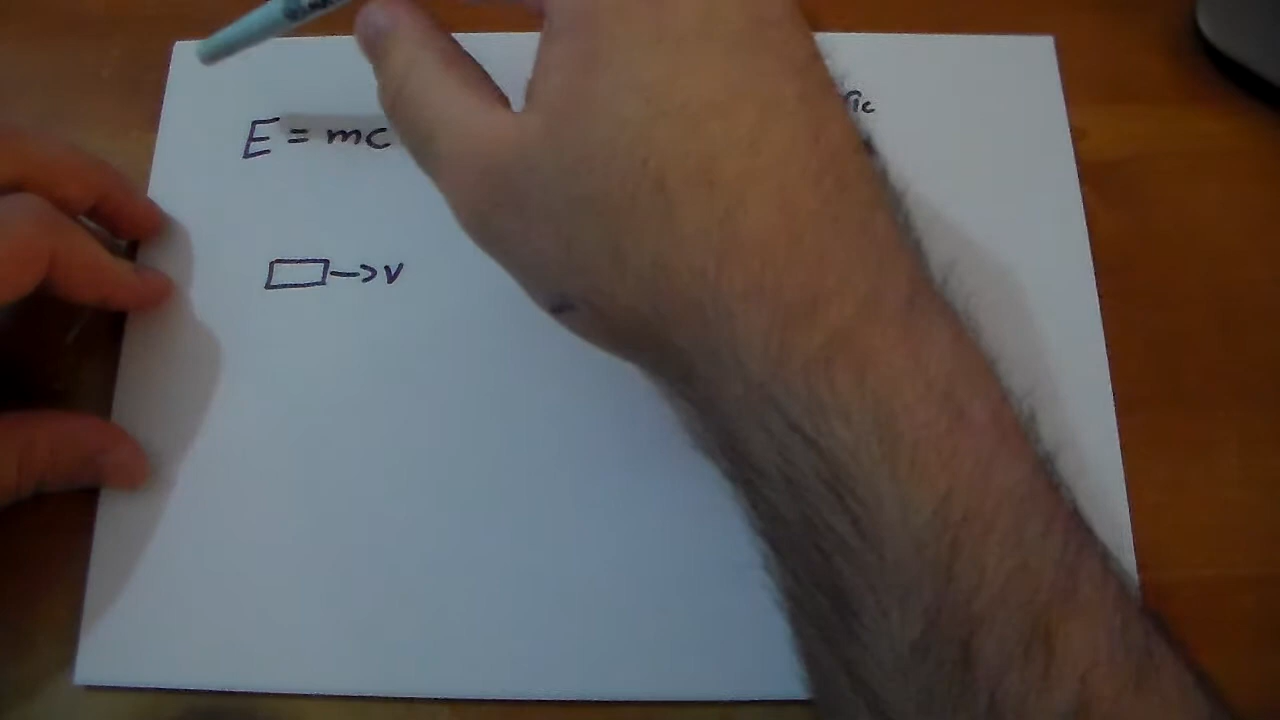 E = mc
→ v